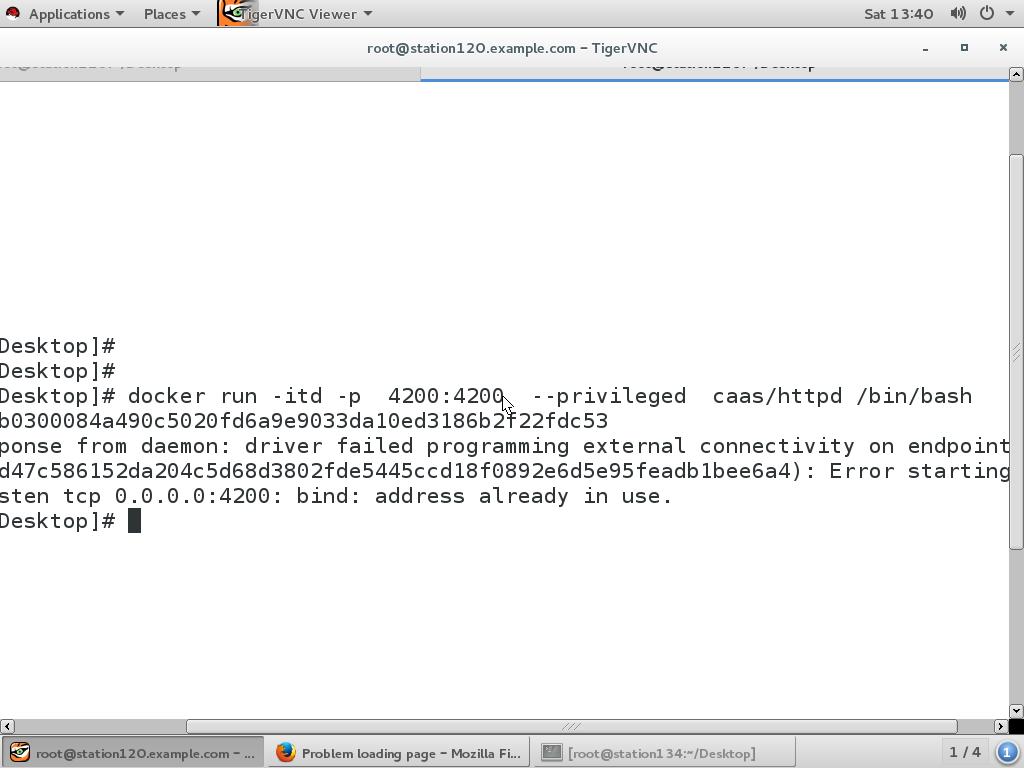 Applications Places TigerVNC Viewer Sat 13:40
root@station120.example.com – TigerVNC
Desktop]#
Desktop]#
Desktop]# docker run -itd -p 4200:4200 --privileged caas/httpd /bin/bash
b0300084a490c5020fd6a9e9033da10ed3186b2f22fdc53
ponse from daemon: driver failed programming external connectivity on endpoint
d47c586152da204c5d68d3802fde5445ccd18f0892e6d5e95feadb1bee6a4): Error starting
sten tcp 0.0.0.0:4200: bind: address already in use.
Desktop]#
root@station120.example.com – ... Problem loading page – Mozilla Fi... [root@station134:~/Desktop] 1 / 4 1